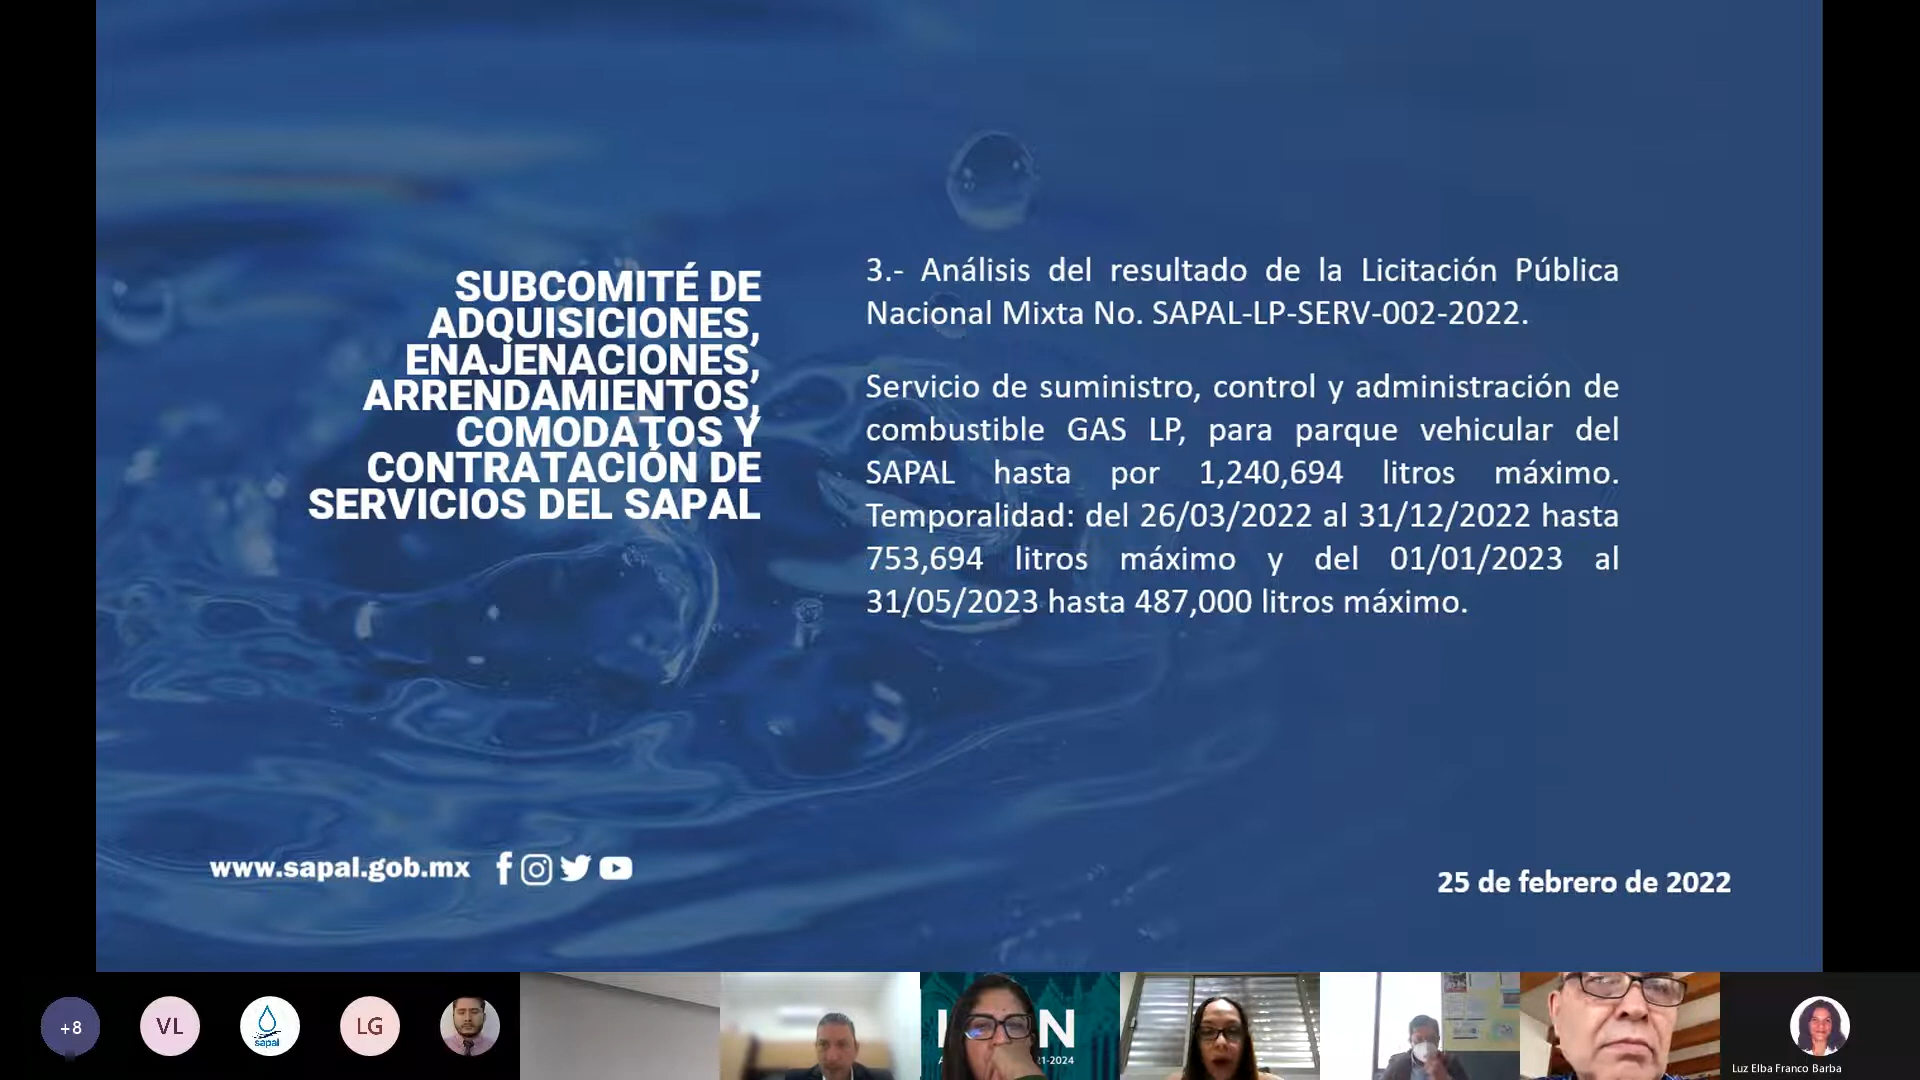 SUBCOMITÉ DE
ADQUISICIONES,
ENAJENACIONES,
ARRENDAMIENTOS,
COMODATOS Y
CONTRATACIÓN DE
SERVICIOS DEL SAPAL
3.- Análisis del resultado de la Licitación Pública
Nacional Mixta No. SAPAL-LP-SERV-002-2022.
Servicio de suministro, control y administración de
combustible GAS LP, para parque vehicular del
SAPAL hasta por 1,240,694 litros máximo.
Temporalidad: del 26/03/2022 al 31/12/2022 hasta
753,694 litros máximo y del 01/01/2023 al
31/05/2023 hasta 487,000 litros máximo.
www.sapal.gob.mx
25 de febrero de 2022
+8
VL
sapal
LG
Luz Elba Franco Barba